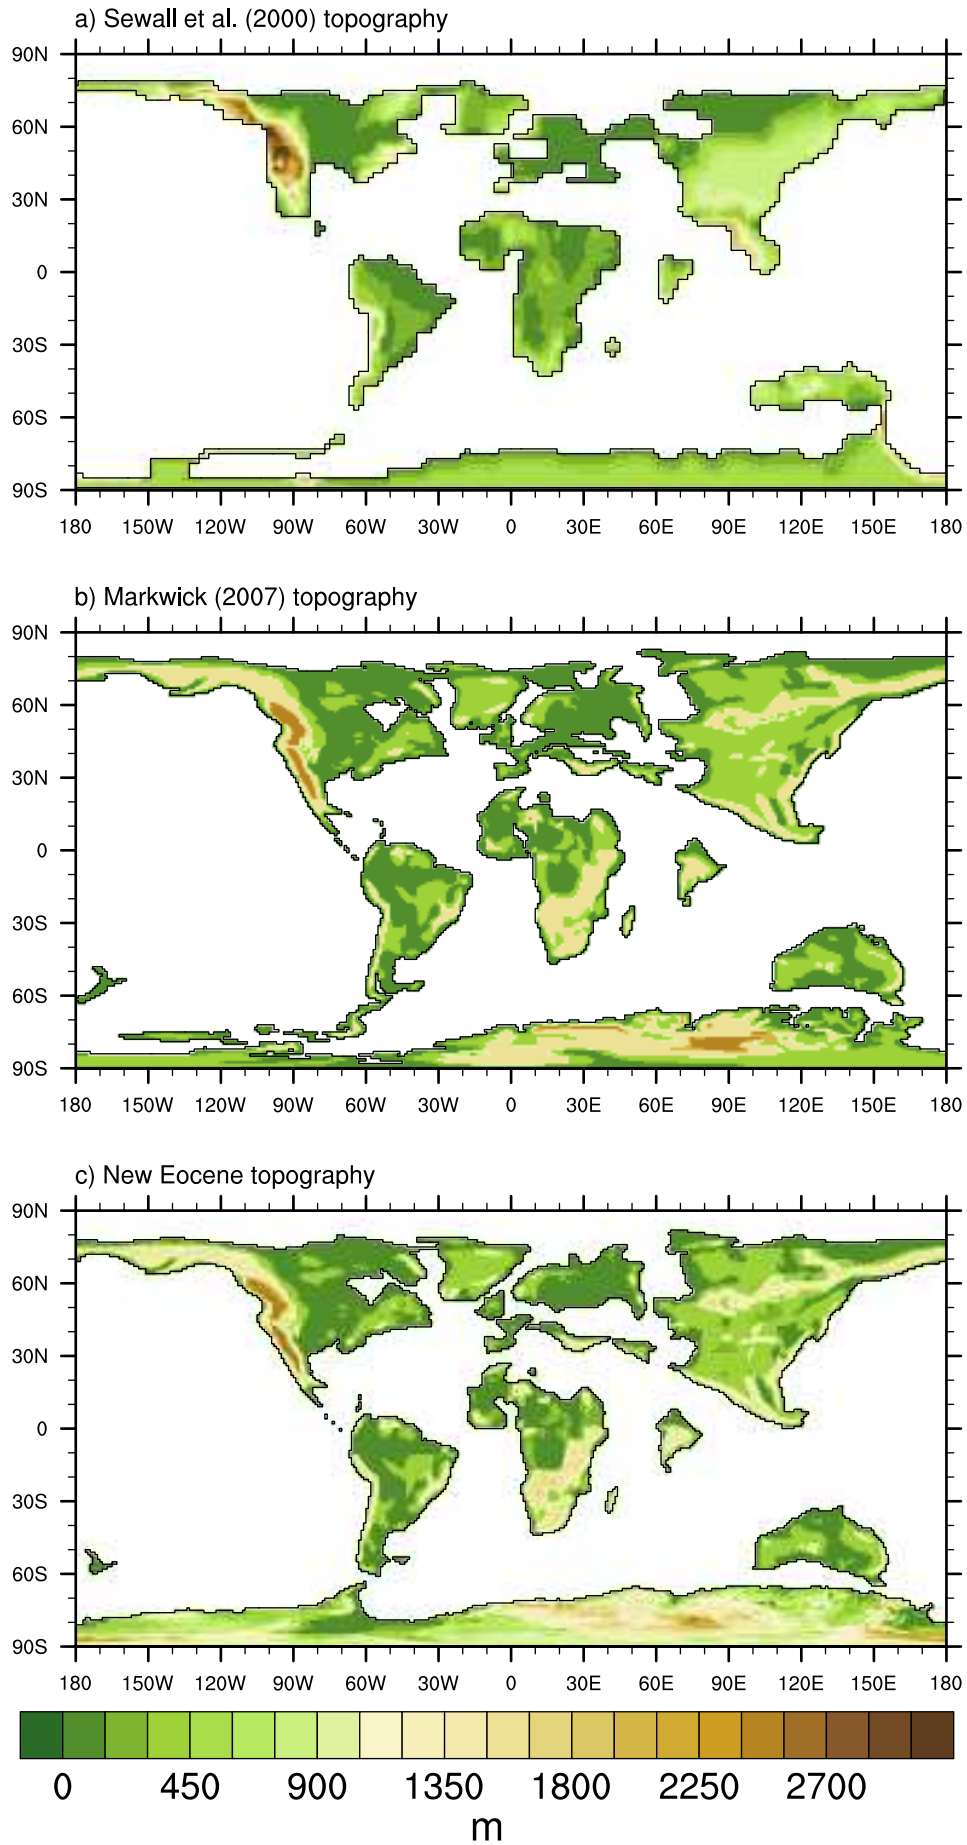 a) Sewall et al. (2000) topography
90N
60N
30N
0
30S
60S
90S
180 150W 120W 90W 60W 30W 0 30E 60E 90E 120E 150E 180
b) Markwick (2007) topography
90N
60N
30N
0
30S
60S
90S
180 150W 120W 90W 60W 30W 0 30E 60E 90E 120E 150E 180
c) New Eocene topography
90N
60N
30N
0
30S
60S
90S
180 150W 120W 90W 60W 30W 0 30E 60E 90E 120E 150E 180
0 450 900 1350 1800 2250 2700
m